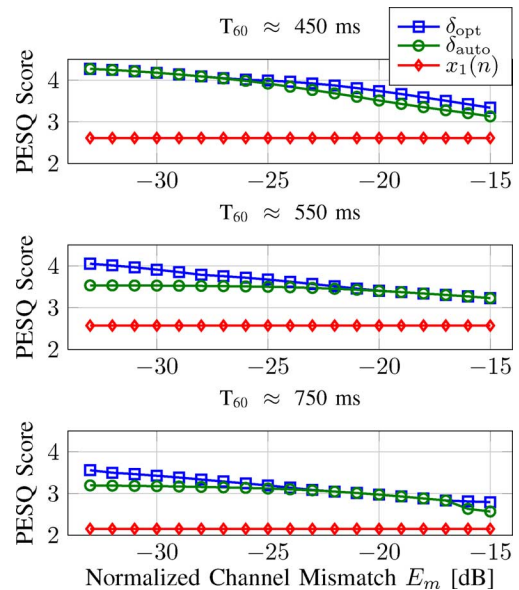 T₆₀ ≈ 450 ms
δopt
δauto
x₁(n)
PESQ Score
4
3
2
−30 −25 −20 −15
T₆₀ ≈ 550 ms
PESQ Score
4
3
2
−30 −25 −20 −15
T₆₀ ≈ 750 ms
PESQ Score
4
3
2
−30 −25 −20 −15
Normalized Channel Mismatch Eₘ [dB]